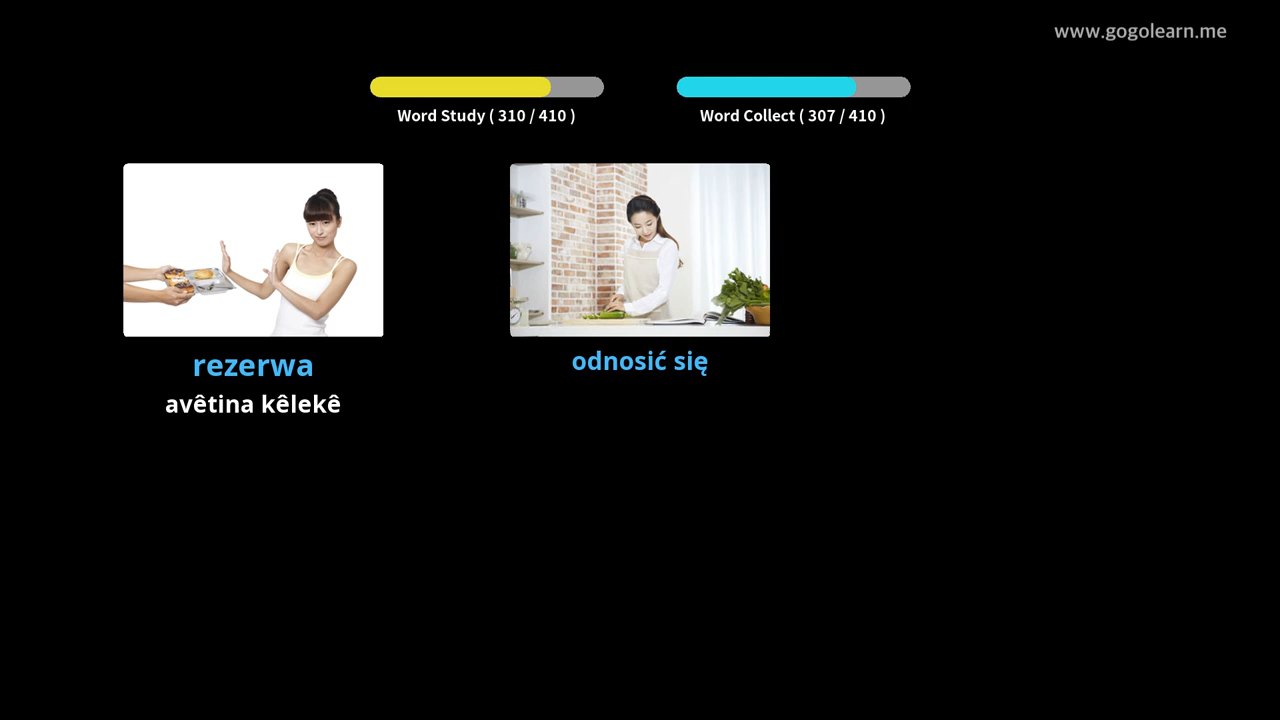 www.gogolearn.me
Word Study ( 310 / 410 )
Word Collect ( 307 / 410 )
rezerwa
avêtina kêlekê
odnosić się